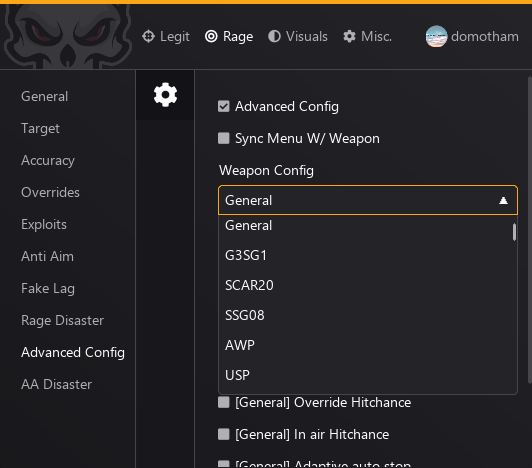 Legit
Rage
Visuals
Misc.
domotham
General
Target
Accuracy
Overrides
Exploits
Anti Aim
Fake Lag
Rage Disaster
Advanced Config
AA Disaster
Advanced Config
Sync Menu W/ Weapon
Weapon Config
General
General
G3SG1
SCAR20
SSG08
AWP
USP
[General] Override Hitchance
[General] In air Hitchance
[General] Adaptive auto stop